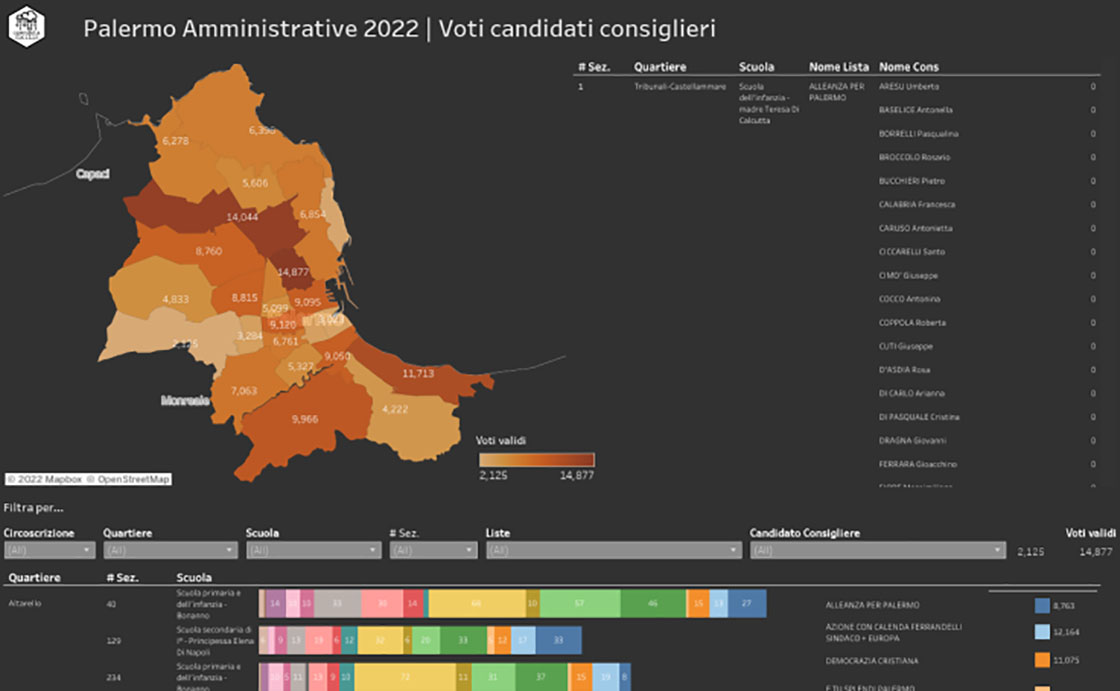 Palermo Amministrative 2022 | Voti candidati consiglieri
# Sez. Quartiere Scuola Nome Lista Nome Cons
1 Tribunali-Castellammare Scuola ALLEANZA PER ARESU Umberto 0
dell'infanzia - PALERMO
madre Teresa Di
Calcutta
BASELICE Antonella 0
BORRELLI Pasqualina 0
BROCCOLO Rosario 0
BUCCHIERI Pietro 0
CALABRIA Francesca 0
CARUSO Antonietta 0
CICCARELLI Santo 0
CIMO' Giuseppe 0
COCCO Antonina 0
COPPOLA Roberta 0
CUTI Giuseppe 0
D'ASDIA Rosa 0
DI CARLO Arianna 0
DI PASQUALE Cristina 0
DRAGNA Giovanni 0
FERRARA Gioacchino 0
6,278
Capaci
5,606
14,044
6,854
8,760
14,877
4,833
8,815
5,099
9,095
9,120
3,284
2,125
6,761
9,050
5,327
11,713
7,063
Monreale
4,222
9,966
Voti validi
2,125 14,877
© 2022 Mapbox © OpenStreetMap
Filtra per...
Circoscrizione Quartiere Scuola # Sez. Liste Candidato Consigliere Voti validi
(All) (All) (All) (All) (All) (All) 2,125 14,877
Quartiere # Sez. Scuola
Altarello 40 Scuola primaria e
dell'infanzia -
Bonanno
14 10 10 33 30 14 66 10 57 46 15 13 27
129 Scuola secondaria di
I° - Principessa Elena
Di Napoli
6 9 13 19 6 12 32 6 20 33 5 12 17 33
234 Scuola primaria e
dell'infanzia -
Bonanno
10 5 11 13 9 10 72 11 31 37 15 19 8
ALLEANZA PER PALERMO 8,763
AZIONE CON CALENDA FERRANDELLI
SINDACO + EUROPA 12,164
DEMOCRAZIA CRISTIANA 11,075
E TU SPLENDI PALERMO